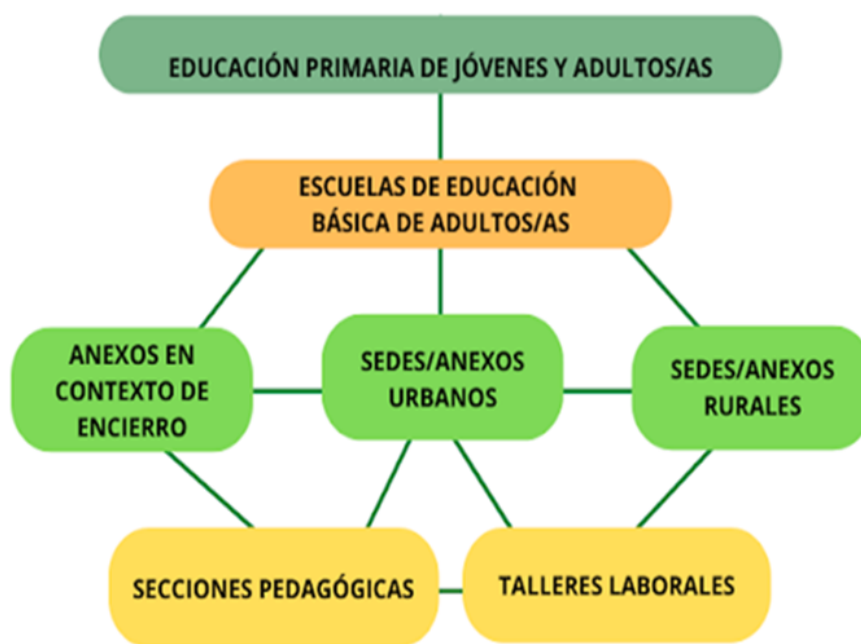 EDUCACIÓN PRIMARIA DE JÓVENES Y ADULTOS/AS
ESCUELAS DE EDUCACIÓN
BÁSICA DE ADULTOS/AS
ANEXOS EN
CONTEXTO DE
ENCIERRO
SEDES/ANEXOS
URBANOS
SEDES/ANEXOS
RURALES
SECCIONES PEDAGÓGICAS
TALLERES LABORALES